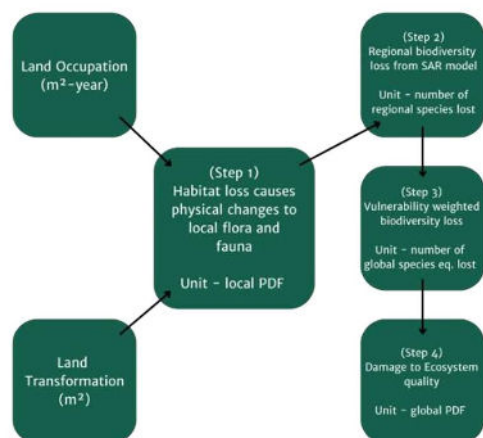 Land Occupation
(m²-year)
(Step 1)
Habitat loss causes
physical changes to
local flora and
fauna
Unit – local PDF
Land
Transformation
(m²)
(Step 2)
Regional biodiversity
loss from SAR model
Unit – number of
regional species lost
(Step 3)
Vulnerability weighted
biodiversity loss
Unit – number of
global species eq. lost
(Step 4)
Damage to Ecosystem
quality
Unit – global PDF